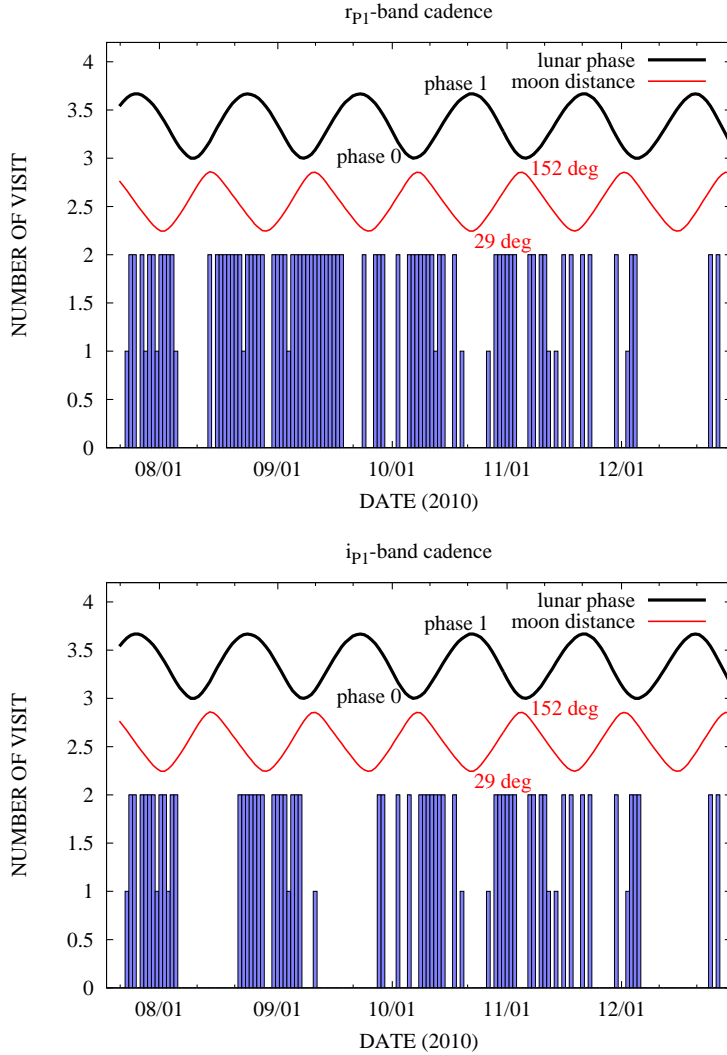 r_P1-band cadence
lunar phase
moon distance
phase 1
phase 0
152 deg
29 deg
NUMBER OF VISIT
4
3.5
3
2.5
2
1.5
1
0.5
0
08/01 09/01 10/01 11/01 12/01
DATE (2010)
i_P1-band cadence
lunar phase
moon distance
phase 1
phase 0
152 deg
29 deg
NUMBER OF VISIT
4
3.5
3
2.5
2
1.5
1
0.5
0
08/01 09/01 10/01 11/01 12/01
DATE (2010)